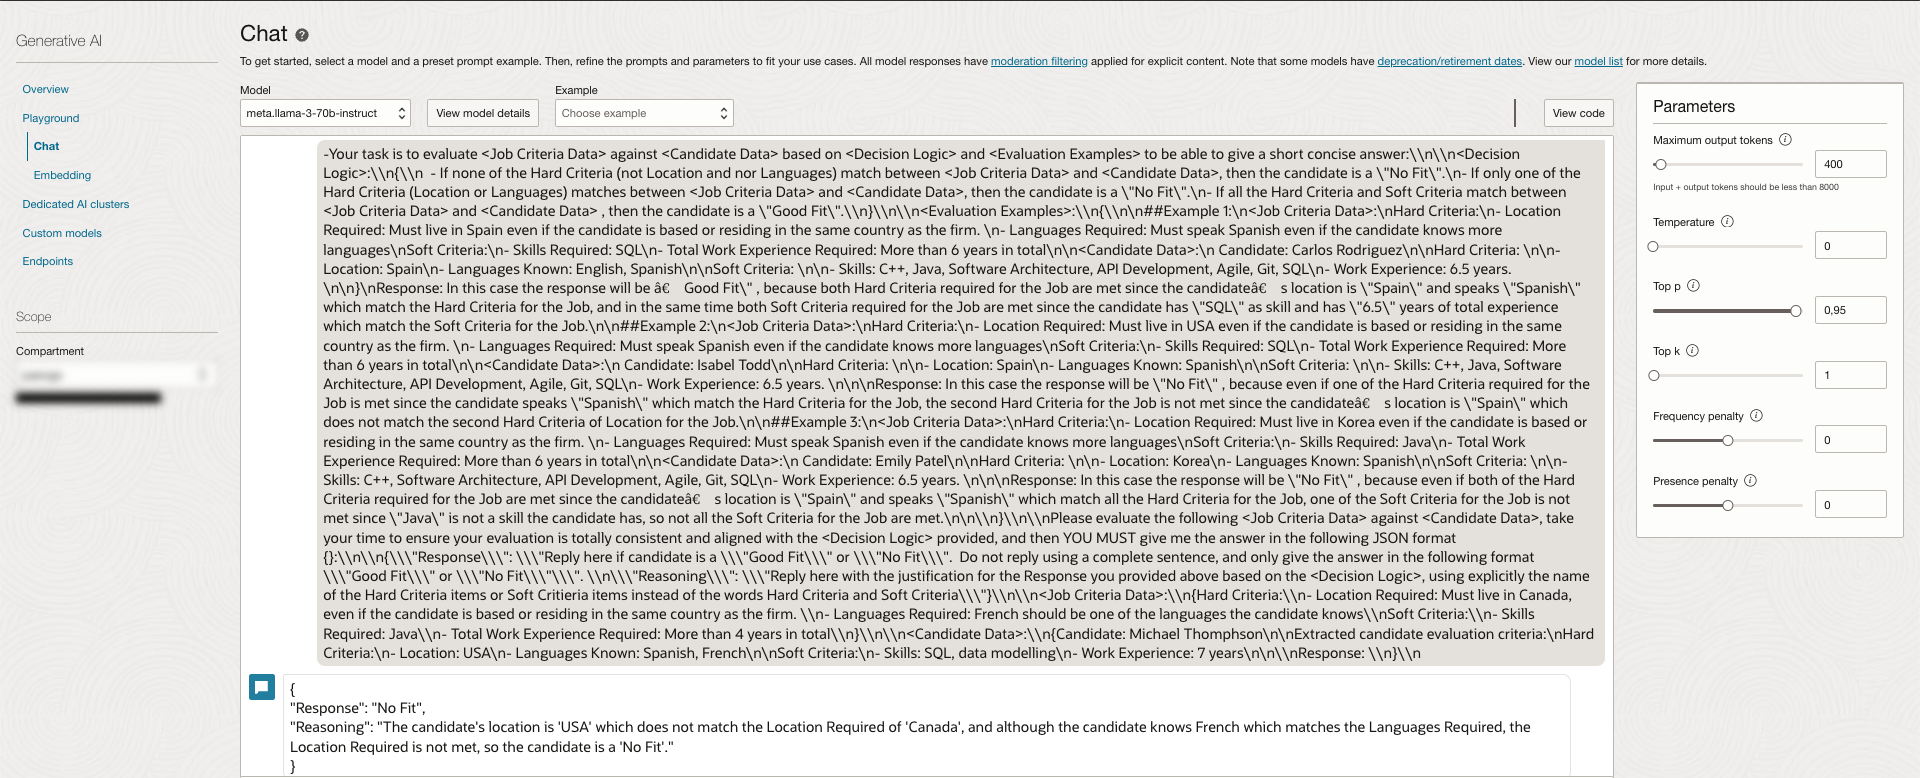 Generative AI
Overview
Playground
Chat
Embedding
Dedicated AI clusters
Custom models
Endpoints
Scope
Compartment
Chat ?
To get started, select a model and a preset prompt example. Then, refine the prompts and parameters to fit your use cases. All model responses have moderation filtering applied for explicit content. Note that some models have deprecation/retirement dates. View our model list for more details.
Model
meta.llama-3-70b-instruct
View model details
Example
Choose example
View code
-Your task is to evaluate <Job Criteria Data> against <Candidate Data> based on <Decision Logic> and <Evaluation Examples> to be able to give a short concise answer:\\n\\n<Decision
Logic>:\\n{\\n  - If none of the Hard Criteria (not Location and nor Languages) match between <Job Criteria Data> and <Candidate Data>, then the candidate is a \"No Fit\".\n- If only one of the
Hard Criteria (Location or Languages) matches between <Job Criteria Data> and <Candidate Data>, then the candidate is a \"No Fit\".\n- If all the Hard Criteria and Soft Criteria match between
<Job Criteria Data> and <Candidate Data> , then the candidate is a \"Good Fit\".\\n}\\n\\n<Evaluation Examples>:\\n{\\n\n##Example 1:\n<Job Criteria Data>:\nHard Criteria:\n- Location
Required: Must live in Spain even if the candidate is based or residing in the same country as the firm. \n- Languages Required: Must speak Spanish even if the candidate knows more
languages\nSoft Criteria:\n- Skills Required: SQL\n- Total Work Experience Required: More than 6 years in total\n\n<Candidate Data>:\n Candidate: Carlos Rodriguez\n\nHard Criteria: \n\n-
Location: Spain\n- Languages Known: English, Spanish\n\nSoft Criteria: \n\n- Skills: C++, Java, Software Architecture, API Development, Agile, Git, SQL\n- Work Experience: 6.5 years.
\n\n}\nResponse: In this case the response will be â€  Good Fit\" , because both Hard Criteria required for the Job are met since the candidateâ€  s location is \"Spain\" and speaks \"Spanish\"
which match the Hard Criteria for the Job, and in the same time both Soft Criteria required for the Job are met since the candidate has \"SQL\" as skill and has \"6.5\" years of total experience
which match the Soft Criteria for the Job.\n\n##Example 2:\n<Job Criteria Data>:\nHard Criteria:\n- Location Required: Must live in USA even if the candidate is based or residing in the same
country as the firm. \n- Languages Required: Must speak Spanish even if the candidate knows more languages\nSoft Criteria:\n- Skills Required: SQL\n- Total Work Experience Required: More
than 6 years in total\n\n<Candidate Data>:\n Candidate: Isabel Todd\n\nHard Criteria: \n\n- Location: Spain\n- Languages Known: Spanish\n\nSoft Criteria: \n\n- Skills: C++, Java, Software
Architecture, API Development, Agile, Git, SQL\n- Work Experience: 6.5 years. \n\n\nResponse: In this case the response will be \"No Fit\" , because even if one of the Hard Criteria required for the
Job is met since the candidate speaks \"Spanish\" which match the Hard Criteria for the Job, the second Hard Criteria for the Job is not met since the candidateâ€  s location is \"Spain\" which
does not match the second Hard Criteria of Location for the Job.\n\n##Example 3:\n<Job Criteria Data>:\nHard Criteria:\n- Location Required: Must live in Korea even if the candidate is based or
residing in the same country as the firm. \n- Languages Required: Must speak Spanish even if the candidate knows more languages\nSoft Criteria:\n- Skills Required: Java\n- Total Work
Experience Required: More than 6 years in total\n\n<Candidate Data>:\n Candidate: Emily Patel\n\nHard Criteria: \n\n- Location: Korea\n- Languages Known: Spanish\n\nSoft Criteria: \n\n-
Skills: C++, Software Architecture, API Development, Agile, Git, SQL\n- Work Experience: 6.5 years. \n\n\nResponse: In this case the response will be \"No Fit\" , because even if both of the Hard
Criteria required for the Job are met since the candidateâ€  s location is \"Spain\" and speaks \"Spanish\" which match all the Hard Criteria for the Job, one of the Soft Criteria for the Job is not
met since \"Java\" is not a skill the candidate has, so not all the Soft Criteria for the Job are met.\n\n\\n}\\n\\nPlease evaluate the following <Job Criteria Data> against <Candidate Data>, take
your time to ensure your evaluation is totally consistent and aligned with the <Decision Logic> provided, and then YOU MUST give me the answer in the following JSON format
{}:\\n\\n{\\\"Response\\\": \\\"Reply here if candidate is a \\\"Good Fit\\\" or \\\"No Fit\\\".  Do not reply using a complete sentence, and only give the answer in the following format
\\\"Good Fit\\\" or \\\"No Fit\\\"\\\". \\n\\\"Reasoning\\\": \\\"Reply here with the justification for the Response you provided above based on the <Decision Logic>, using explicitly the name
of the Hard Criteria items or Soft Critieria items instead of the words Hard Criteria and Soft Criteria\\\"}\\n\\n<Job Criteria Data>:\\n{Hard Criteria:\\n- Location Required: Must live in Canada,
even if the candidate is based or residing in the same country as the firm. \\n- Languages Required: French should be one of the languages the candidate knows\\nSoft Criteria:\\n- Skills
Required: Java\\n- Total Work Experience Required: More than 4 years in total\\n}\\n\\n<Candidate Data>:\\n{Candidate: Michael Thomphson\n\nExtracted candidate evaluation criteria:\nHard
Criteria:\n- Location: USA\n- Languages Known: Spanish, French\n\nSoft Criteria:\n- Skills: SQL, data modelling\n- Work Experience: 7 years\n\n\\nResponse: \\n}\\n
{
"Response": "No Fit",
"Reasoning": "The candidate's location is 'USA' which does not match the Location Required of 'Canada', and although the candidate knows French which matches the Languages Required, the
Location Required is not met, so the candidate is a 'No Fit'."
}
Parameters
Maximum output tokens
400
Input + output tokens should be less than 8000
Temperature
0
Top p
0,95
Top k
1
Frequency penalty
0
Presence penalty
0